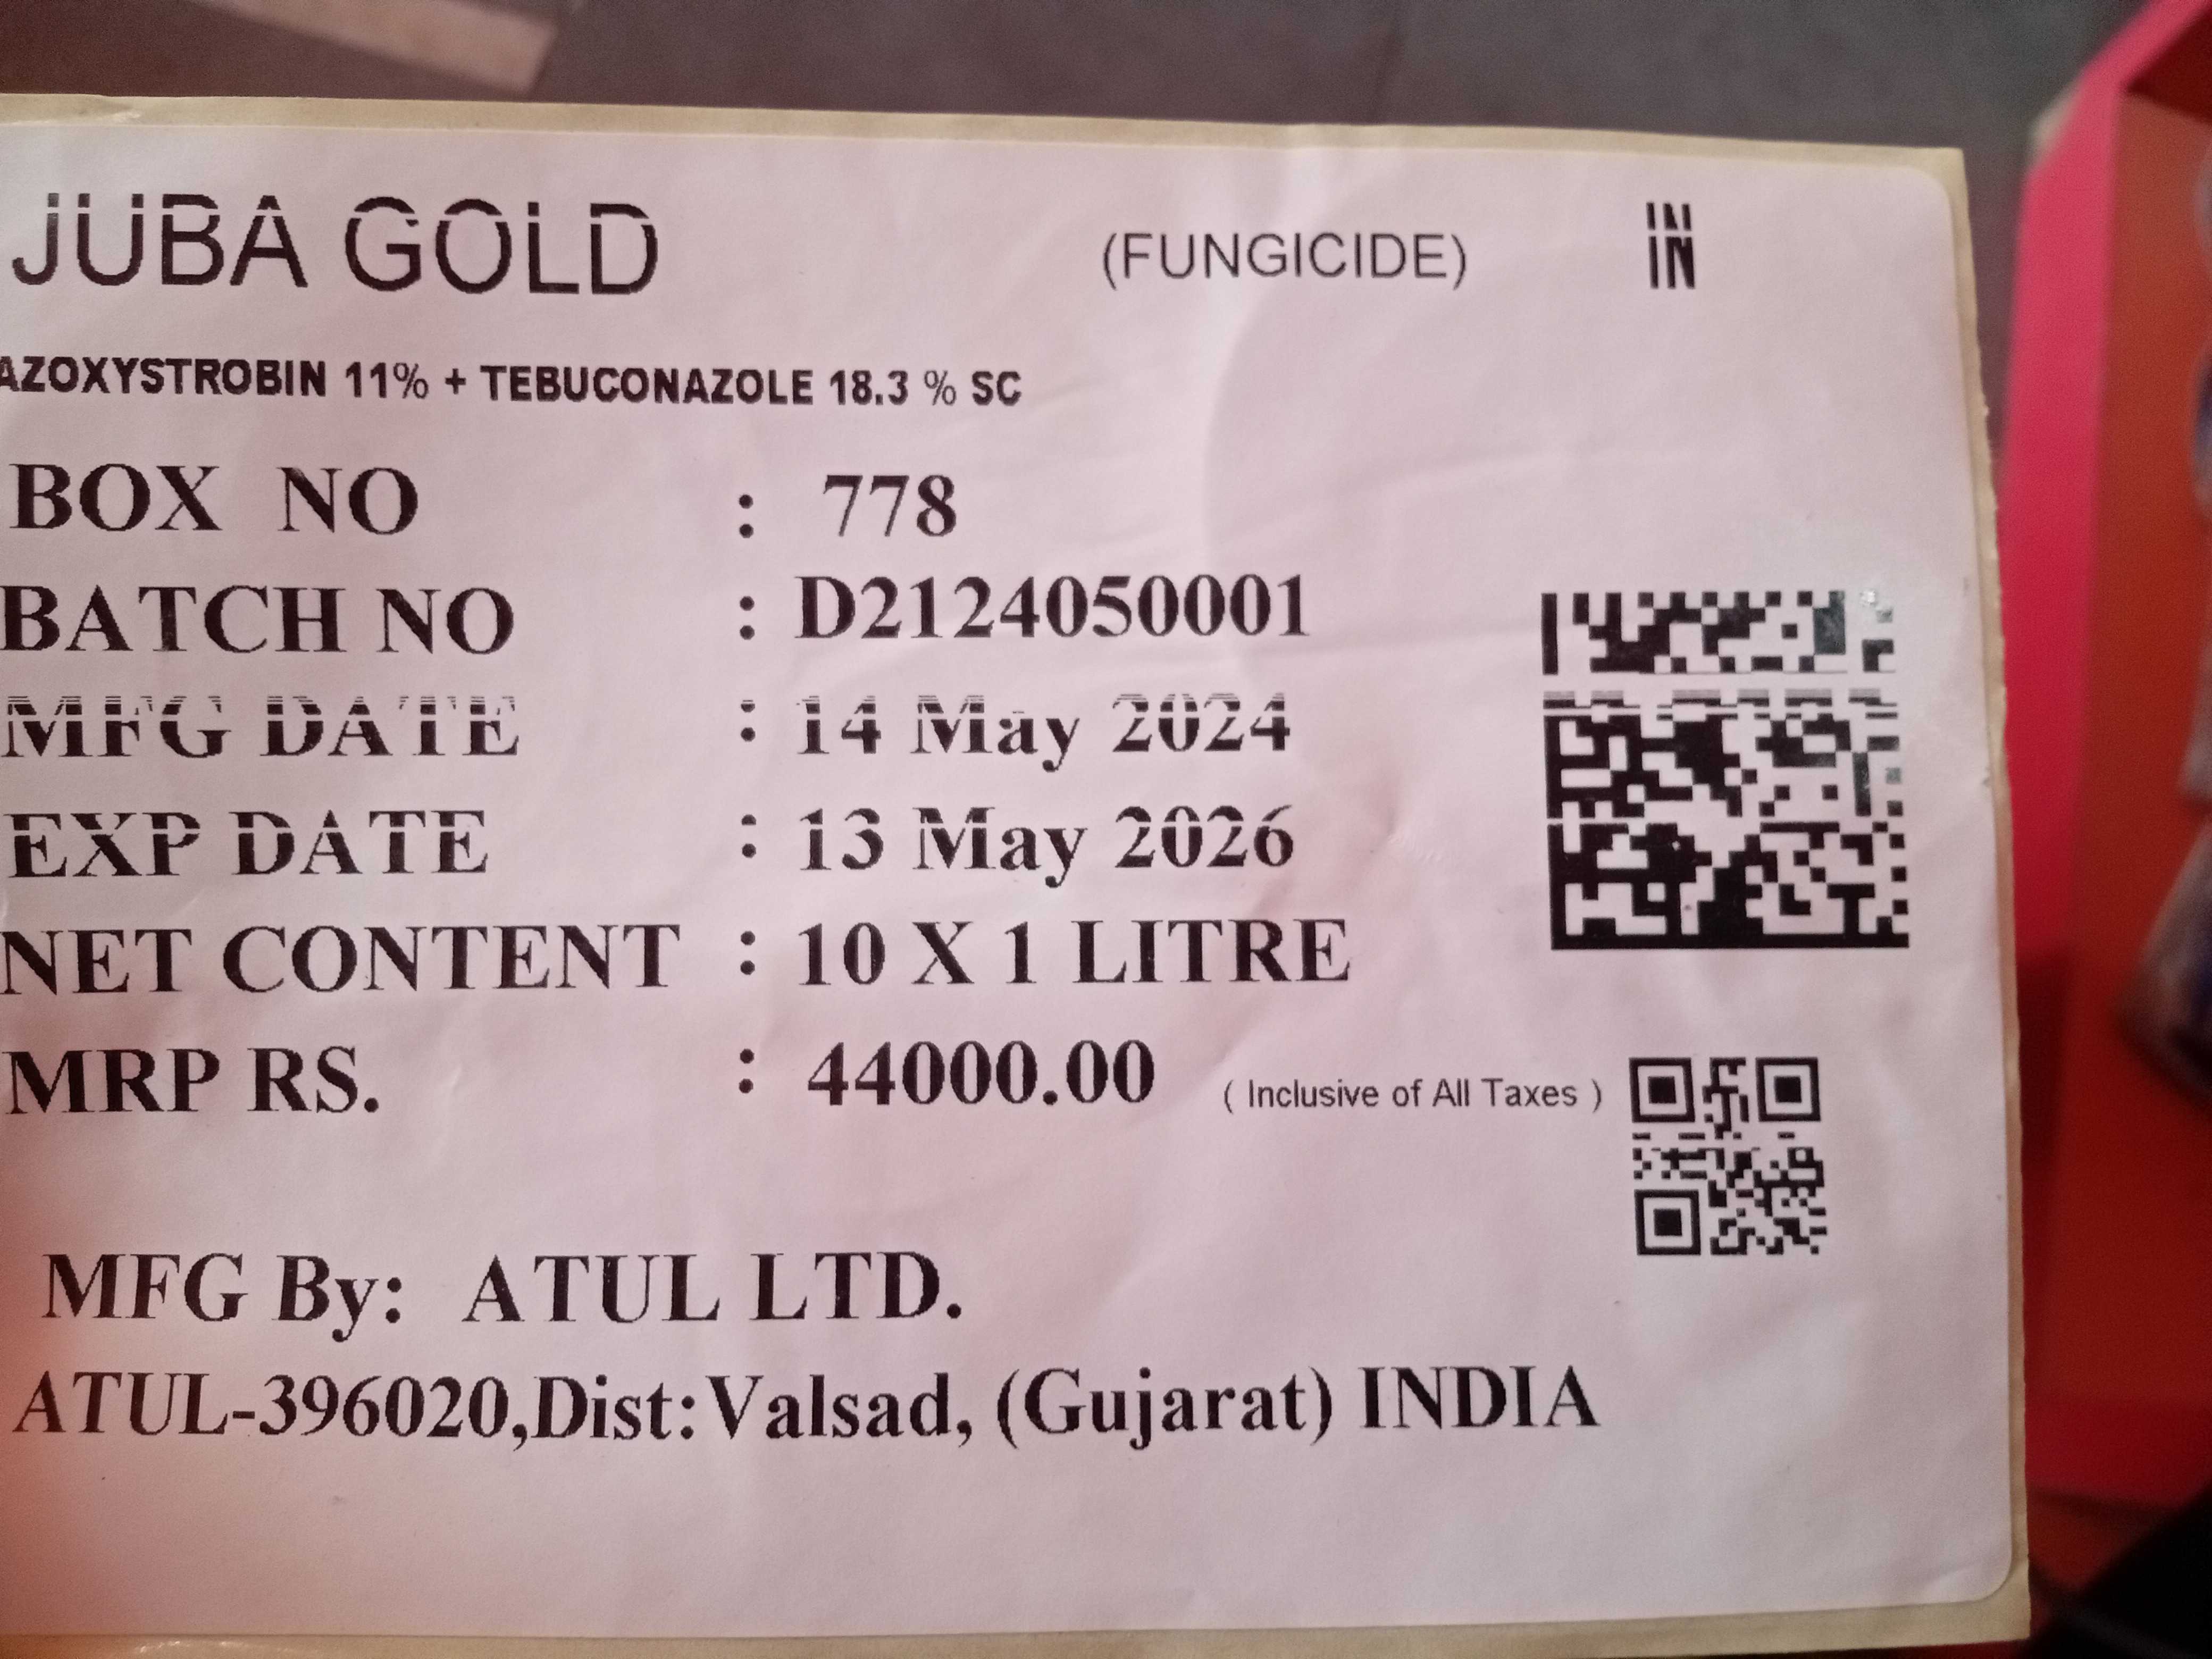 JUBA GOLD (FUNGICIDE) IN
AZOXYSTROBIN 11% + TEBUCONAZOLE 18.3 % SC
BOX NO : 778
BATCH NO : D2124050001
MFG DATE : 14 May 2024
EXP DATE : 13 May 2026
NET CONTENT : 10 X 1 LITRE
MRP RS. : 44000.00 ( Inclusive of All Taxes )
MFG By: ATUL LTD.
ATUL-396020,Dist:Valsad, (Gujarat) INDIA